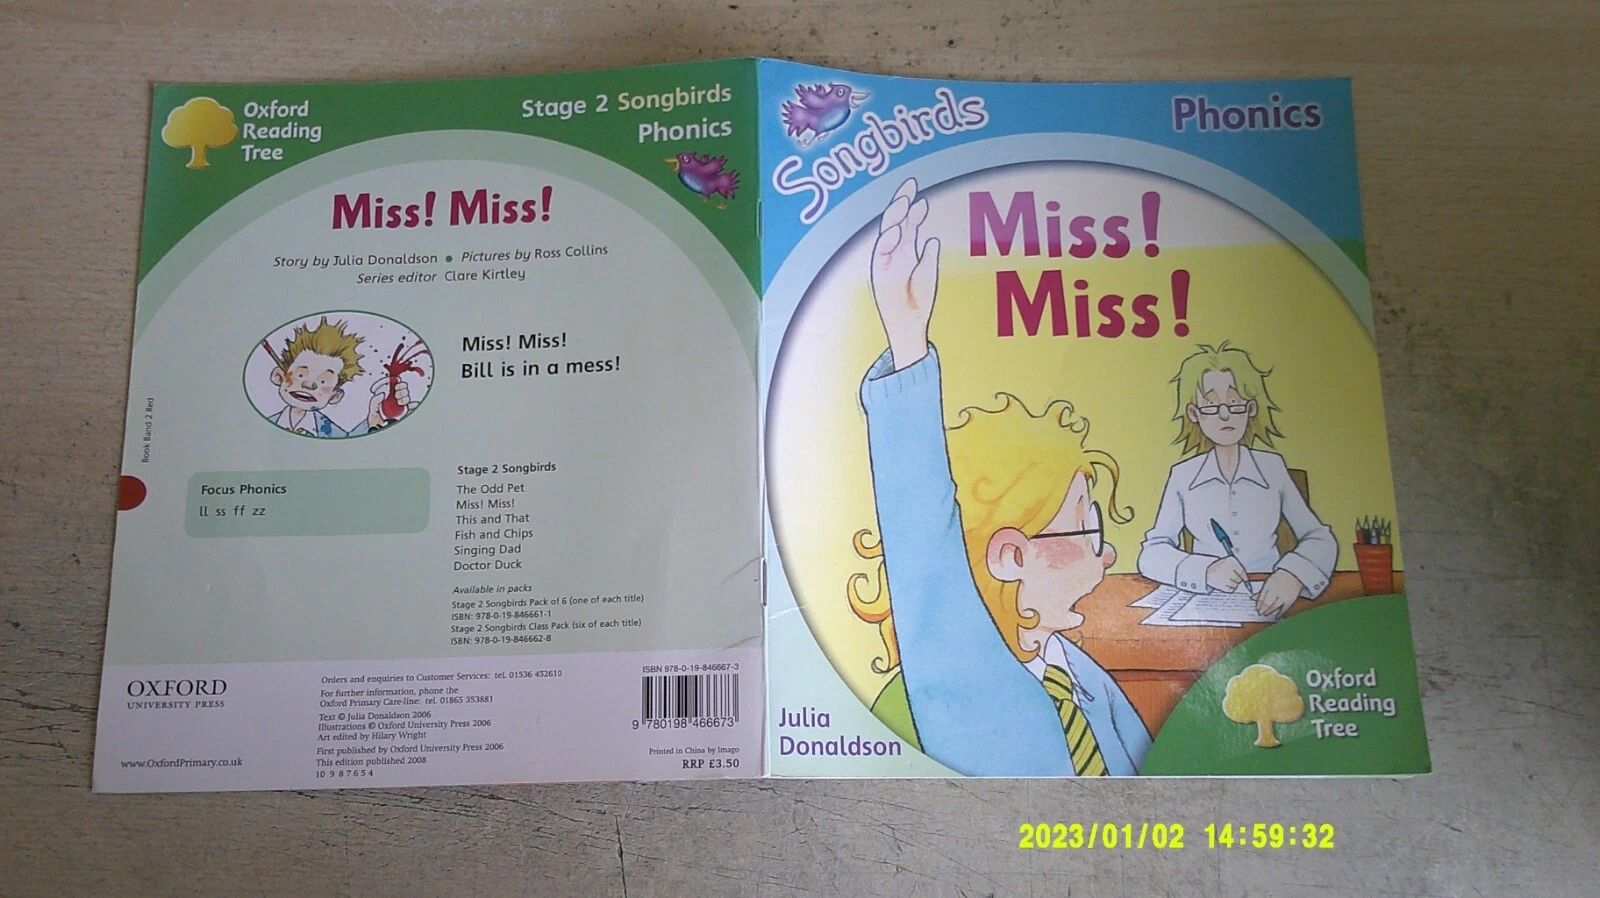 Oxford
Reading
Tree
Stage 2 Songbirds
Phonics
Miss! Miss!
Story by Julia Donaldson • Pictures by Ross Collins
Series editor Clare Kirtley
Miss! Miss!
Bill is in a mess!
Book Band 2 Red
Focus Phonics
ll ss ff zz
Stage 2 Songbirds
The Odd Pet
Miss! Miss!
This and That
Fish and Chips
Singing Dad
Doctor Duck
Available in packs
Stage 2 Songbirds Pack of 6 (one of each title)
ISBN: 978-0-19-846661-1
Stage 2 Songbirds Class Pack (six of each title)
ISBN: 978-0-19-846662-8
OXFORD
UNIVERSITY PRESS
www.OxfordPrimary.co.uk
Orders and enquiries to Customer Services: tel. 01536 452610
For further information, phone the
Oxford Primary Care-line: tel. 01865 353881
Text © Julia Donaldson 2006
Illustrations © Oxford University Press 2006
Art edited by Hilary Wright
First published by Oxford University Press 2006
This edition published 2008
10 9 8 7 6 5 4
ISBN 978-0-19-846667-3
9 780198 466673
Printed in China by Imago
RRP £3.50
Songbirds
Phonics
Miss!
Miss!
Julia
Donaldson
Oxford
Reading
Tree
2023/01/02 14:59:32